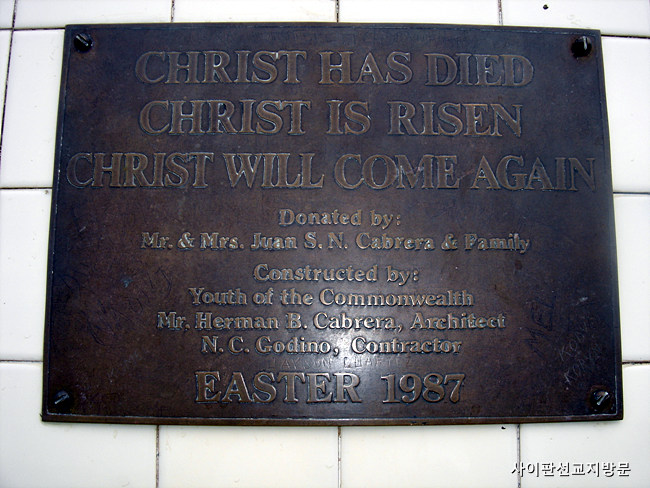 CHRIST HAS DIED
CHRIST IS RISEN
CHRIST WILL COME AGAIN
Donated by:
Mr. & Mrs. Juan S. N. Cabrera & Family
Constructed by:
Youth of the Commonwealth
Mr. Herman B. Cabrera, Architect
N. C. Godino, Contractor
EASTER 1987
사이판선교지방문